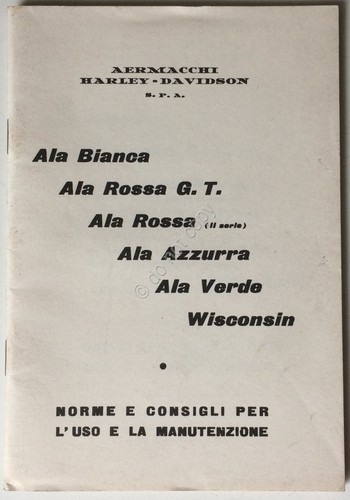 AERMACCHI
HARLEY-DAVIDSON
S. P. A.
Ala Bianca
Ala Rossa G. T.
Ala Rossa (II serie)
Ala Azzurra
Ala Verde
Wisconsin
NORME E CONSIGLI PER
L'USO E LA MANUTENZIONE